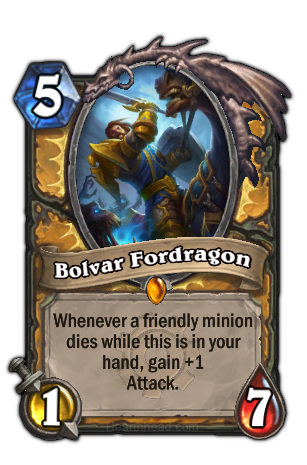 5
Bolvar Fordragon
Whenever a friendly minion
dies while this is in your
hand, gain +1
Attack.
1
7